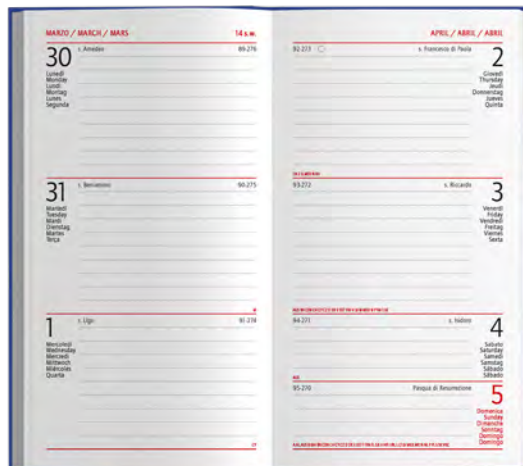 MARZO / MARCH / MARS 14 s.w.
30 s. Amedeo 89-276
Lunedì
Monday
Lundi
Montag
Lunes
Segunda
31 s. Beniamino 90-275
Martedì
Tuesday
Mardi
Dienstag
Martes
Terça
1 s. Ugo 91-274
Mercoledì
Wednesday
Mercredi
Mittwoch
Miércoles
Quarta
APRIL / ABRIL / ABRIL
92-273 s. Francesco di Paola 2
Giovedì
Thursday
Jeudi
Donnerstag
Jueves
Quinta
93-272 s. Riccardo 3
Venerdì
Friday
Vendredi
Freitag
Viernes
Sexta
94-271 s. Isidoro 4
Sabato
Saturday
Samedi
Samstag
Sábado
Sábado
95-270 Pasqua di Resurrezione 5
Domenica
Sunday
Dimanche
Sonntag
Domingo
Domingo